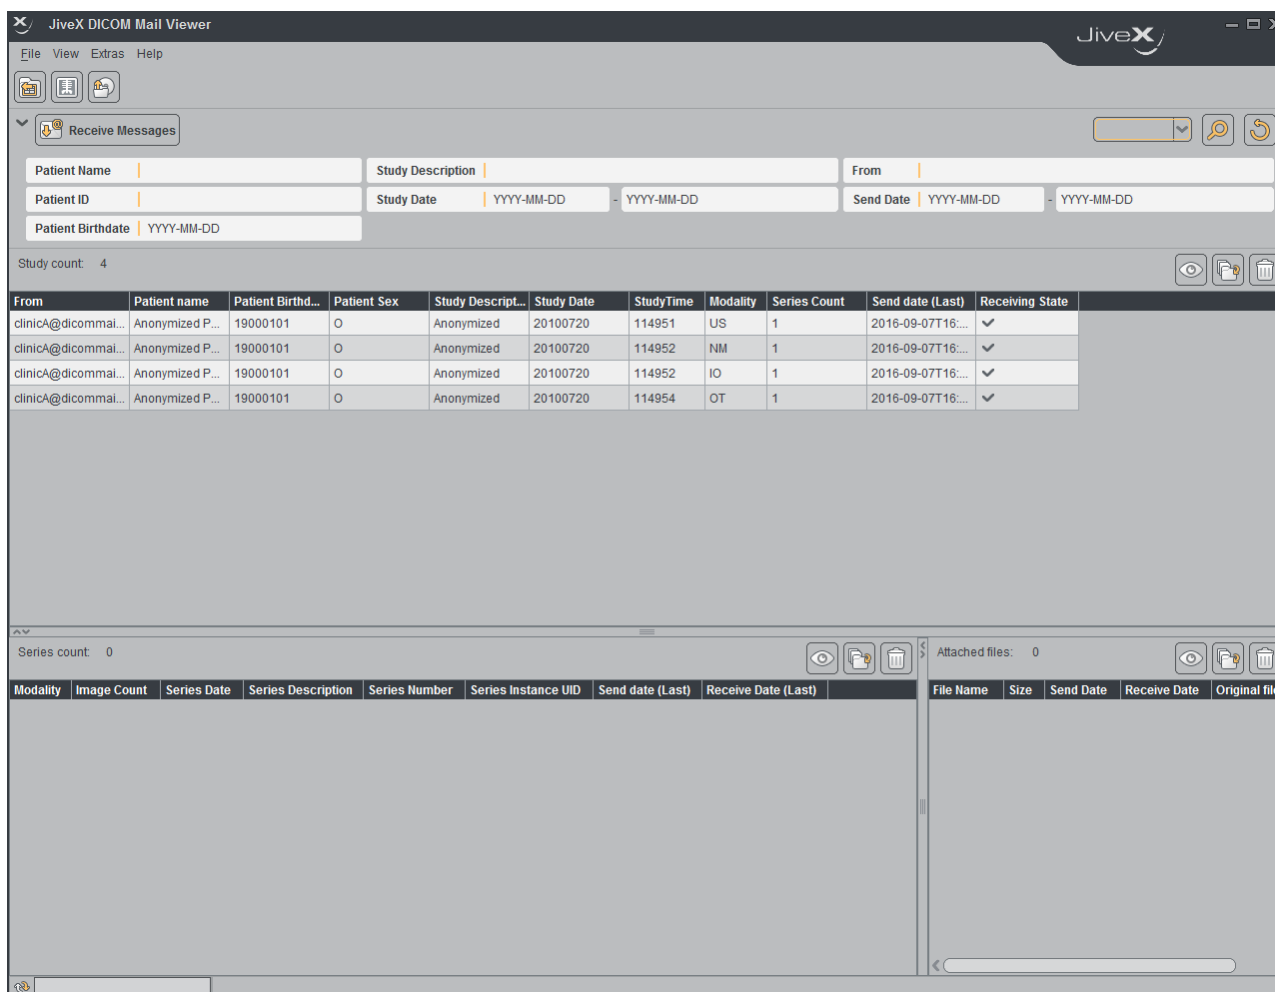 JiveX DICOM Mail Viewer
JiveX
File View Extras Help
Receive Messages
Patient Name Study Description From
Patient ID Study Date YYYY-MM-DD - YYYY-MM-DD Send Date YYYY-MM-DD - YYYY-MM-DD
Patient Birthdate YYYY-MM-DD
Study count: 4
From Patient name Patient Birthd... Patient Sex Study Descript... Study Date StudyTime Modality Series Count Send date (Last) Receiving State
clinicA@dicommai... Anonymized P... 19000101 O Anonymized 20100720 114951 US 1 2016-09-07T16:...
clinicA@dicommai... Anonymized P... 19000101 O Anonymized 20100720 114952 NM 1 2016-09-07T16:...
clinicA@dicommai... Anonymized P... 19000101 O Anonymized 20100720 114952 IO 1 2016-09-07T16:...
clinicA@dicommai... Anonymized P... 19000101 O Anonymized 20100720 114954 OT 1 2016-09-07T16:...
Series count: 0 Attached files: 0
Modality Image Count Series Date Series Description Series Number Series Instance UID Send date (Last) Receive Date (Last) File Name Size Send Date Receive Date Original file